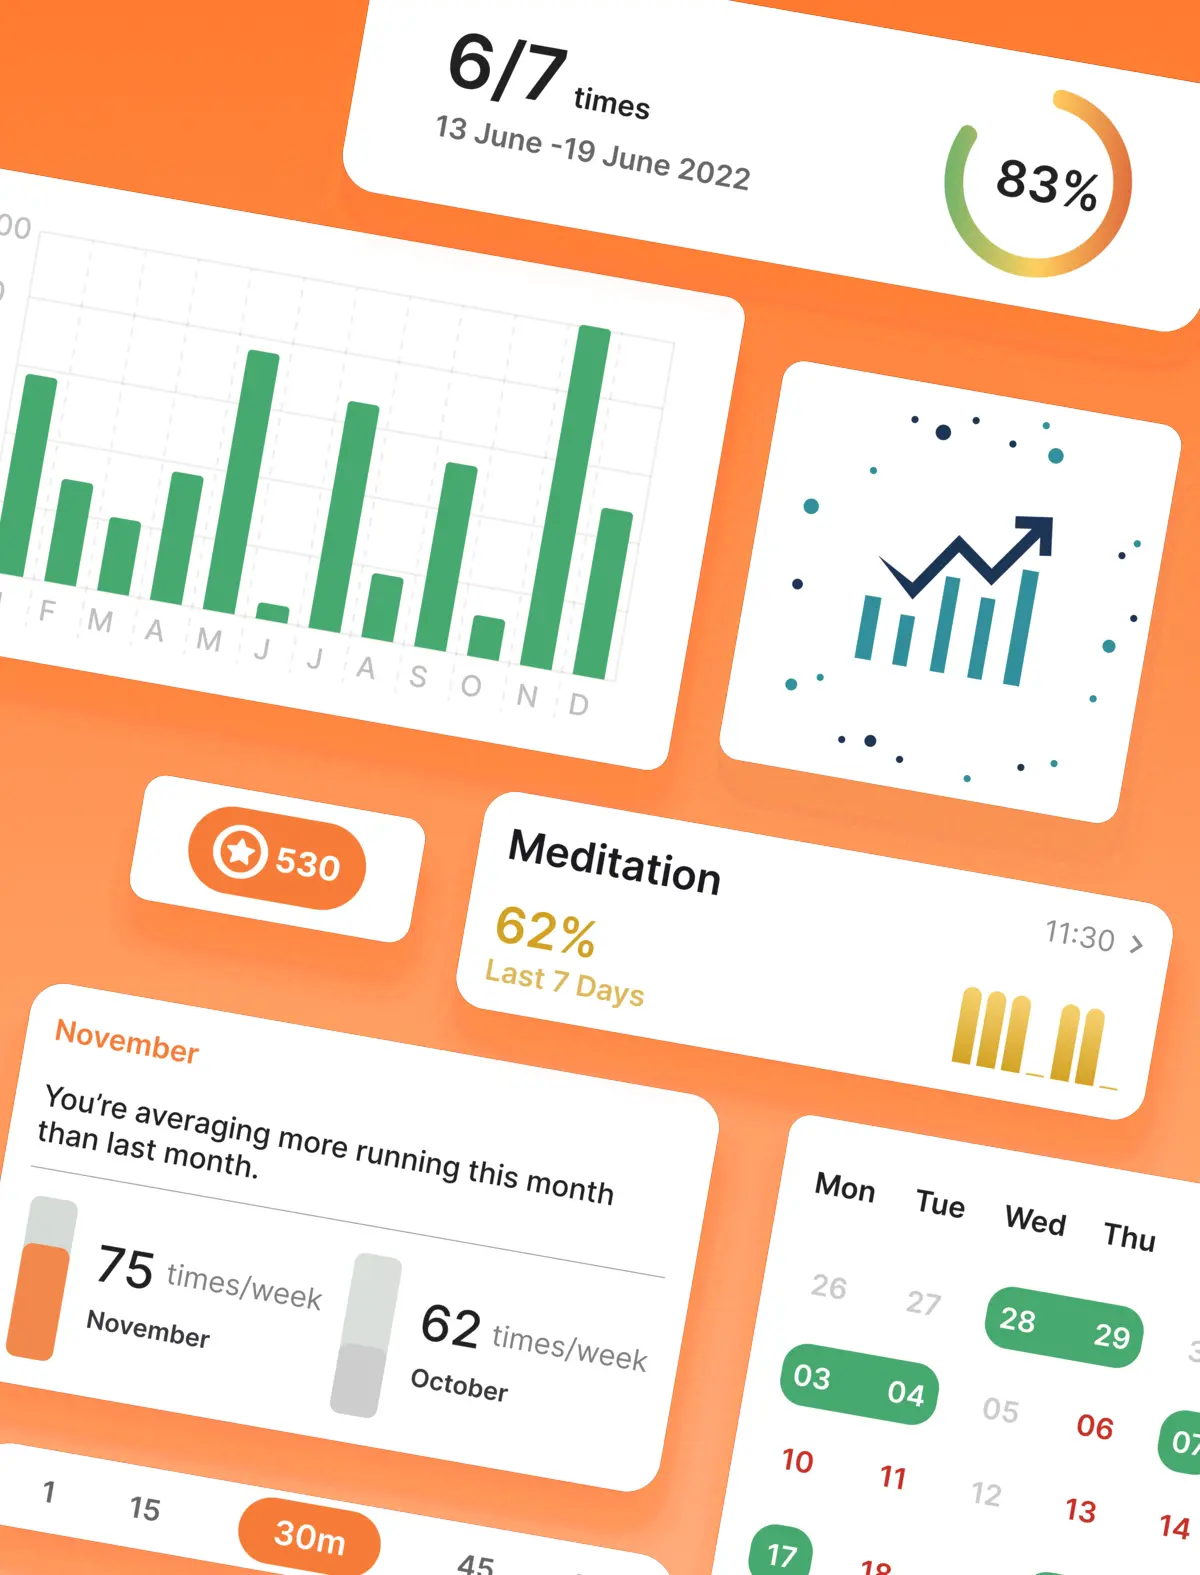 6/7 times
13 June -19 June 2022
83%
00
F M A M J J A S O N D
530
Meditation
62%
Last 7 Days
11:30 >
November
You're averaging more running this month
than last month.
75 times/week
November
62 times/week
October
1 15 30m 45
Mon Tue Wed Thu
26 27 28 29
03 04 05 06 07
10 11 12 13 14
17 18